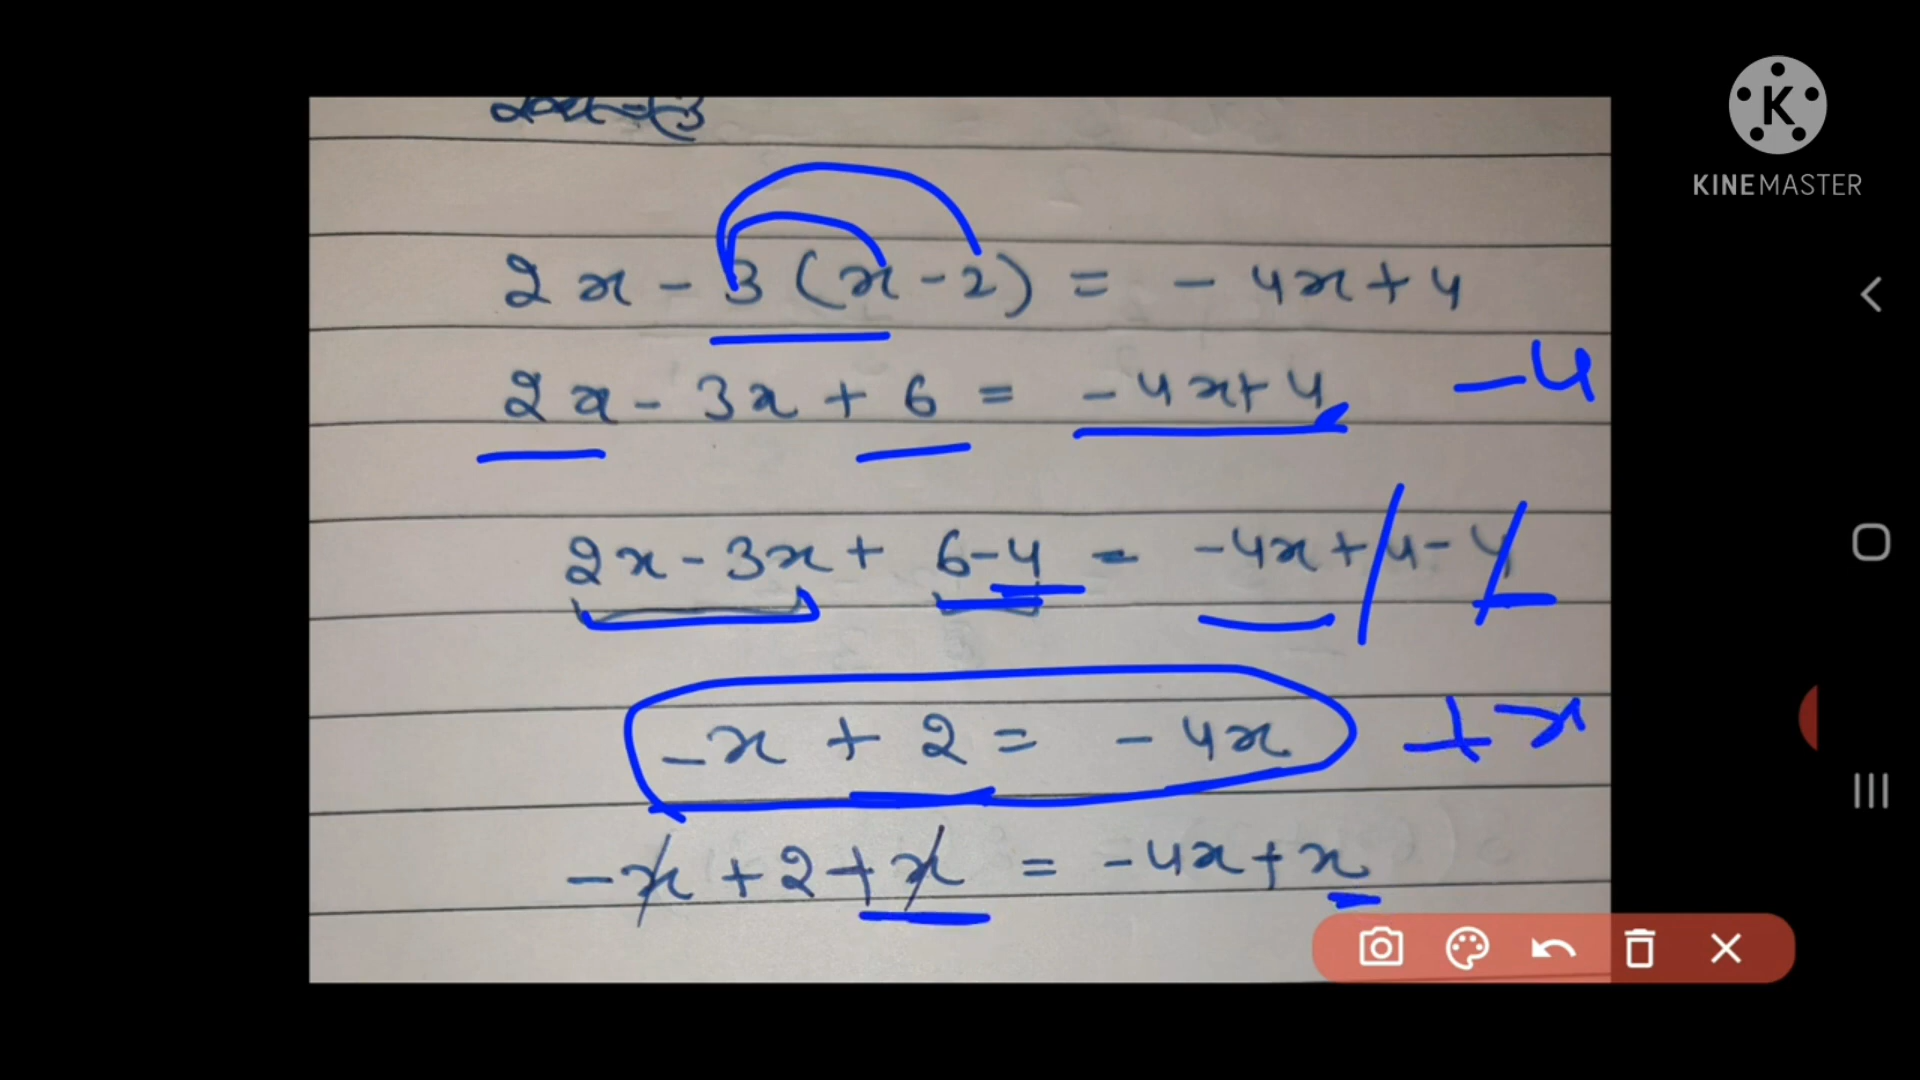 2x - 3 (x - 2) = - 4x + 4
2x - 3x + 6 = - 4x + 4 - 4
2x - 3x + 6 - 4 = - 4x + 4 - 4
- x + 2 = - 4x + x
- x + 2 + x = - 4x + x
K
KINEMASTER